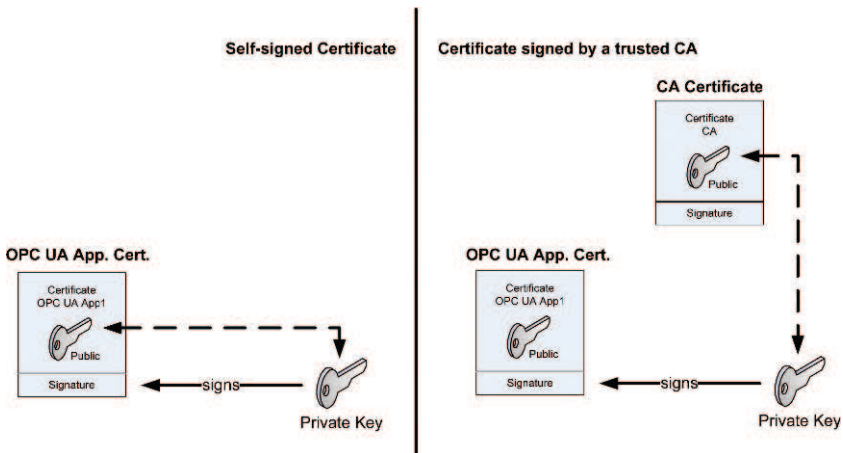 Self-signed Certificate
OPC UA App. Cert.
Certificate
OPC UA App1
Public
Signature
signs
Private Key
Certificate signed by a trusted CA
CA Certificate
Certificate
CA
Public
Signature
OPC UA App. Cert.
Certificate
OPC UA App1
Public
Signature
signs
Private Key